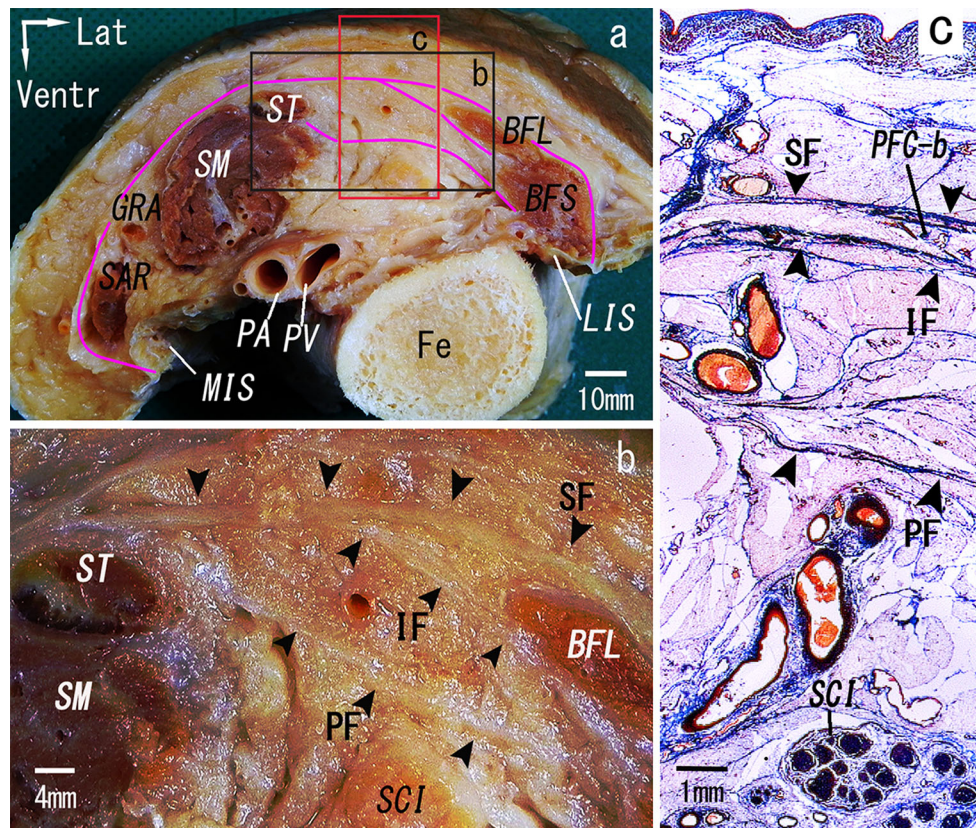 Lat
Ventr
a
c
b
ST
BFL
SM
BFS
GRA
SAR
PA
PV
LIS
Fe
MIS
10mm
b
SF
ST
IF
BFL
SM
PF
SCI
4mm
C
SF
PFC-b
IF
PF
SCI
1mm